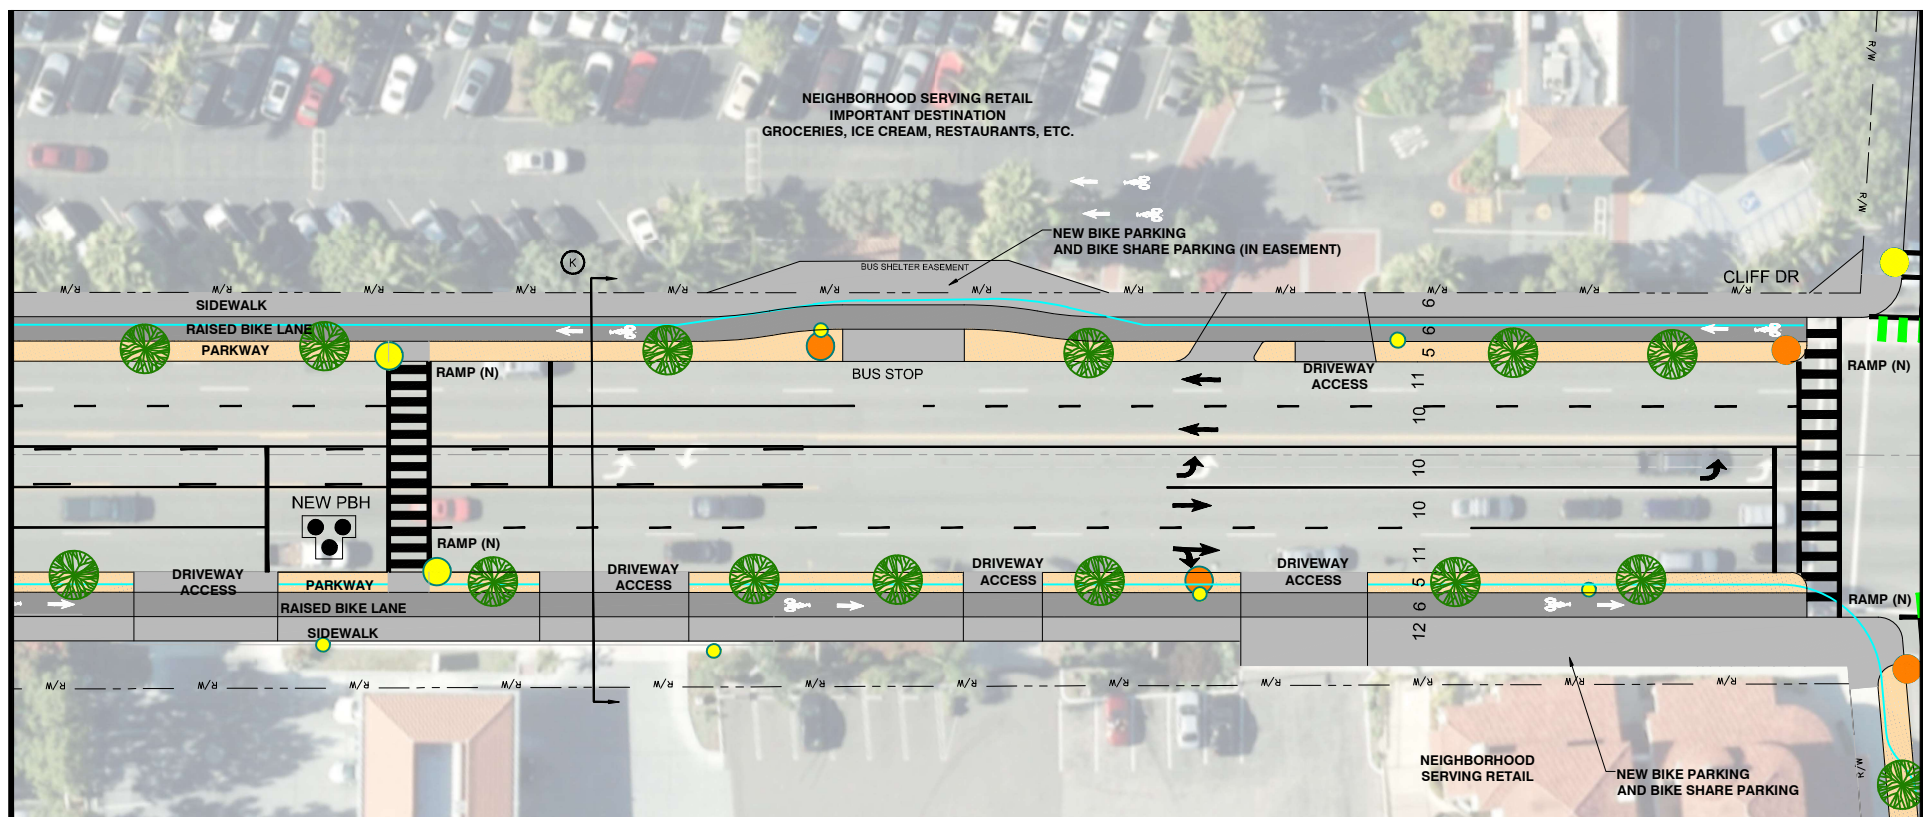 NEIGHBORHOOD SERVING RETAIL
IMPORTANT DESTINATION
GROCERIES, ICE CREAM, RESTAURANTS, ETC.
R/W
R/W
NEW BIKE PARKING
AND BIKE SHARE PARKING (IN EASEMENT)
K
BUS SHELTER EASEMENT
CLIFF DR
R/W
R/W
R/W
R/W
R/W
R/W
R/W
R/W
R/W
R/W
R/W
SIDEWALK
6
RAISED BIKE LANE
6
PARKWAY
5
RAMP (N)
BUS STOP
DRIVEWAY
ACCESS
RAMP (N)
11
10
10
NEW PBH
10
RAMP (N)
11
DRIVEWAY
ACCESS
PARKWAY
DRIVEWAY
ACCESS
DRIVEWAY
ACCESS
DRIVEWAY
ACCESS
5
RAISED BIKE LANE
6
RAMP (N)
SIDEWALK
12
R/W
R/W
R/W
R/W
R/W
R/W
R/W
R/W
R/W
R/W
R/W
R/W
NEIGHBORHOOD
SERVING RETAIL
NEW BIKE PARKING
AND BIKE SHARE PARKING
R/W